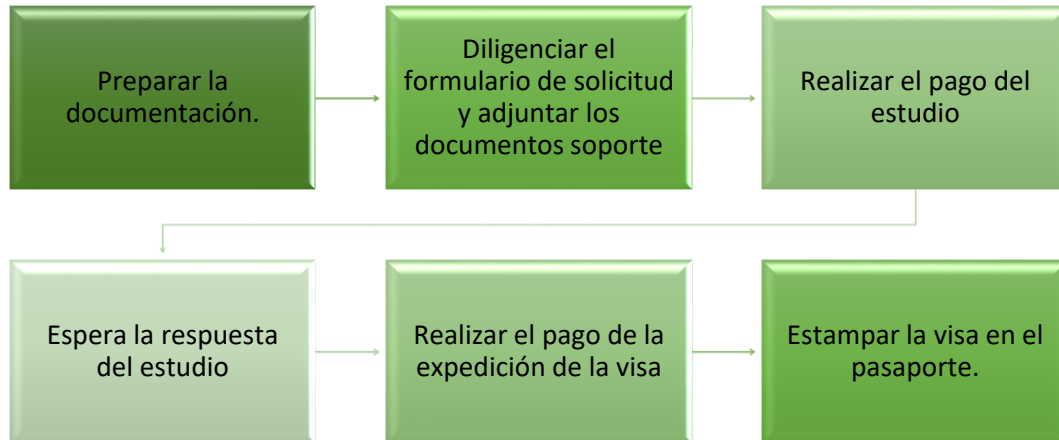 Preparar la
documentación.
Diligenciar el
formulario de solicitud
y adjuntar los
documentos soporte
Realizar el pago del
estudio
Espera la respuesta
del estudio
Realizar el pago de la
expedición de la visa
Estampar la visa en el
pasaporte.